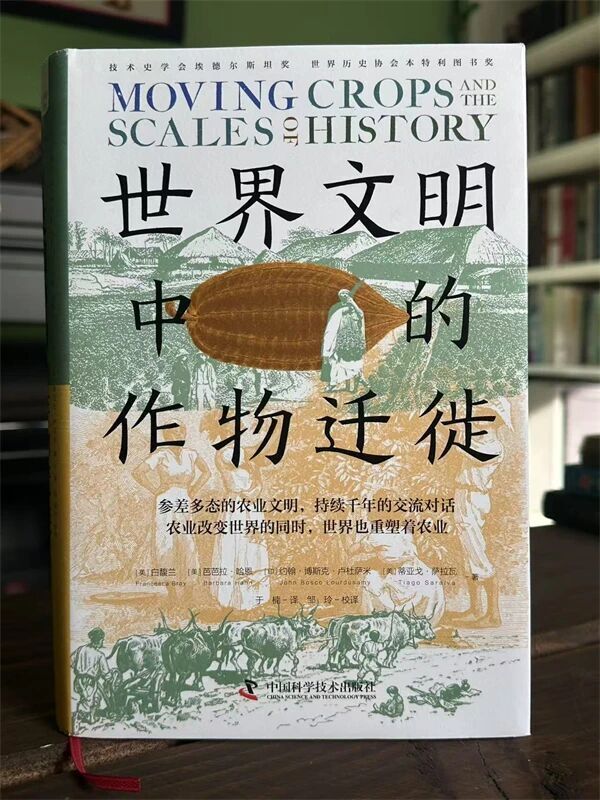 技术史学会埃德尔斯坦奖 世界历史协会本特利图书奖
MOVING CROPS AND THE
SCALES OF HISTORY
世界文明
中的
作物迁徙
参差多态的农业文明，持续千年的交流对话
农业改变世界的同时，世界也重塑着农业
[英]白馥兰 [美]芭芭拉·哈恩 [印]约翰·博斯克·卢杜萨米 [美]蒂亚戈·萨拉瓦 著
Francesca Bray Barbara Hahn John Bosco Lourdusamy Tiago Saraiva
于楠-译 邹玲-校译
中国科学技术出版社
CHINA SCIENCE AND TECHNOLOGY PRESS